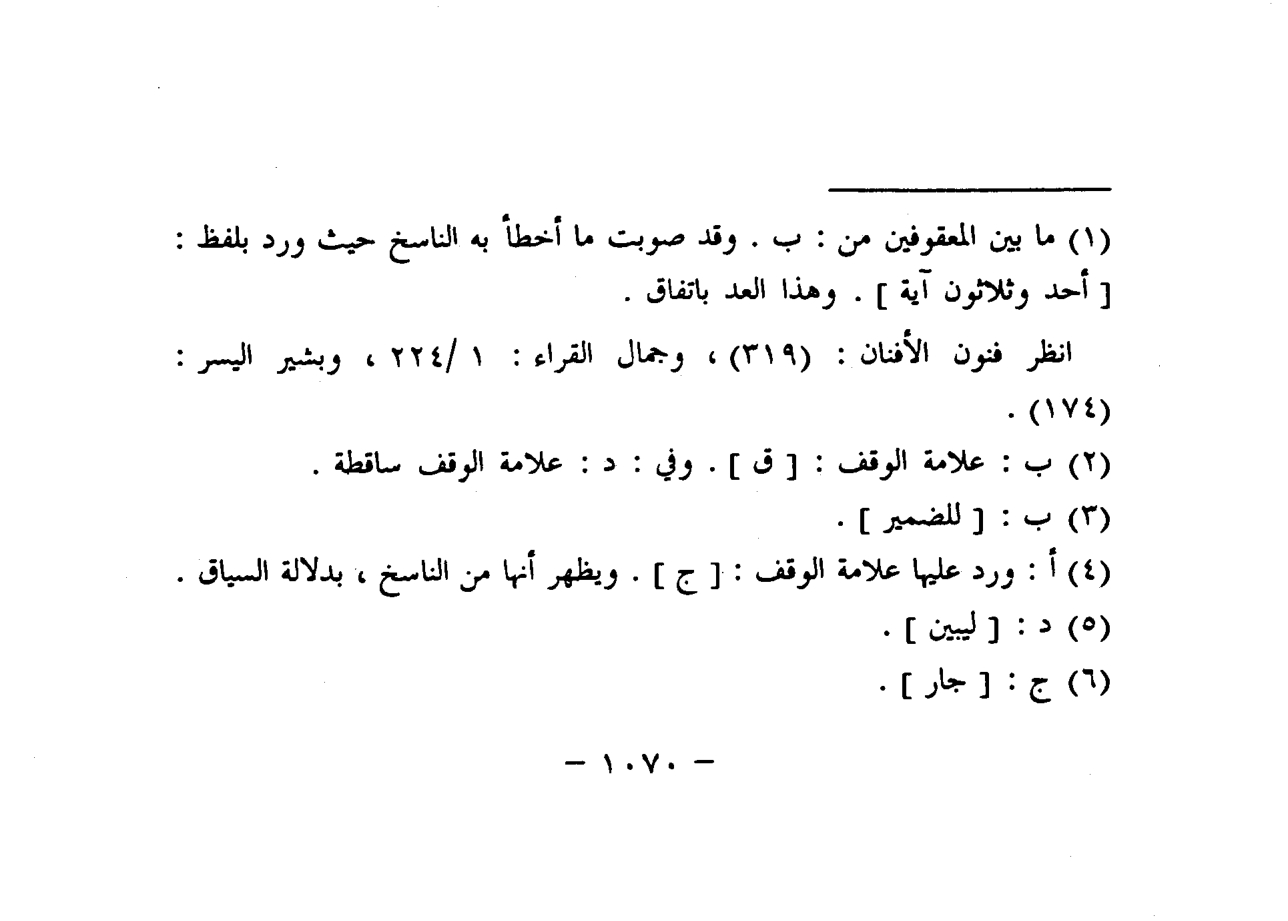 (١) ما بين المعقوفين من : ب . وقد صوبت ما أخطأ به الناسخ حيث ورد بلفظ :
[ أحد وثلاثون آية ] . وهذا العد باتفاق .
انظر فنون الأفنان : (٣١٩) ، وجمال القراء : ١ /٢٢٤ ، وبشير اليسر :
(١٧٤) .
(٢) ب : علامة الوقف : [ ق ] . وفي : د : علامة الوقف ساقطة .
(٣) ب : [ للضمير ] .
(٤) أ : ورد عليها علامة الوقف : [ ج ] . ويظهر أنها من الناسخ ، بدلالة السياق .
(٥) د : [ ليبين ] .
(٦) ج : [ جار ] .
– ١٠٧٠ –